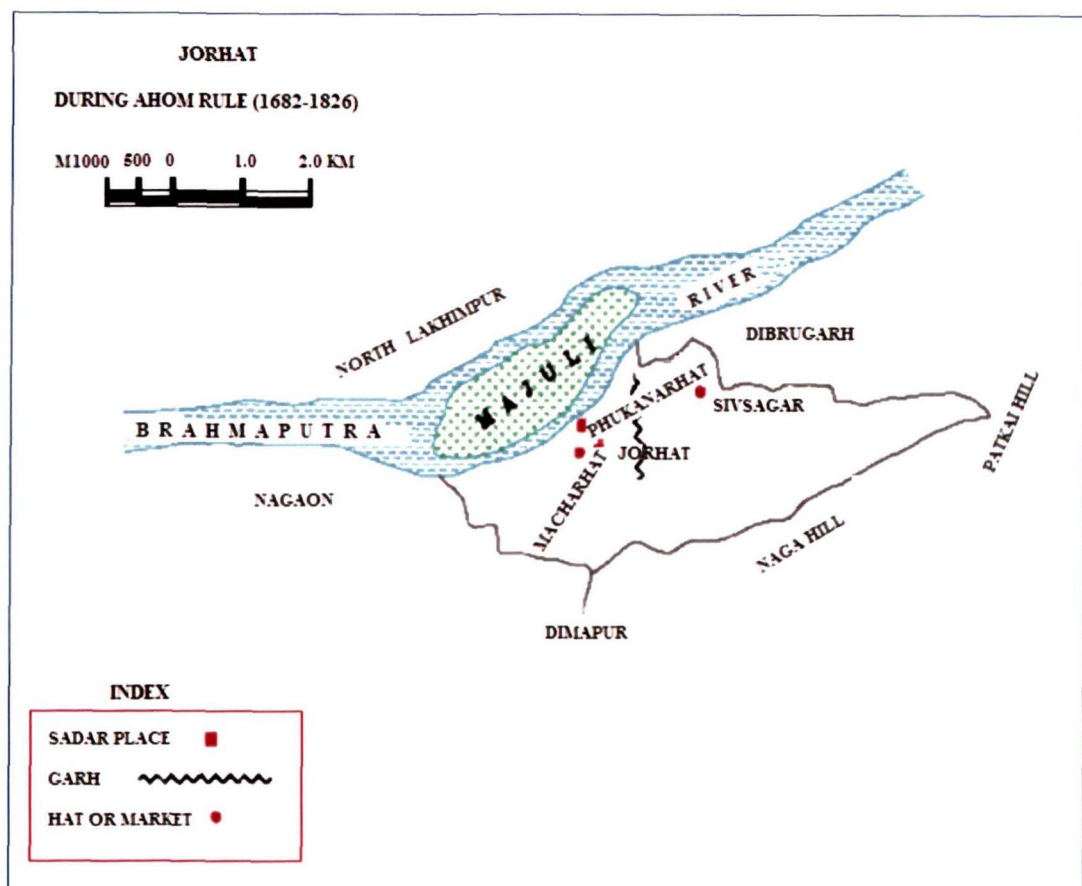 JORHAT
DURING AHOM RULE (1682-1826)
M1000 500 0 1.0 2.0 KM
NORTH LAKHIMPUR
RIVER
DIBRUGARH
MAJULI
PHUKANARHAT
SIVSAGAR
BRAHMAPUTRA
JORHAT
PATKAI HILL
NAGAON
MACHARHAT
NAGA HILL
DIMAPUR
INDEX
SADAR PLACE
GARH
HAT OR MARKET